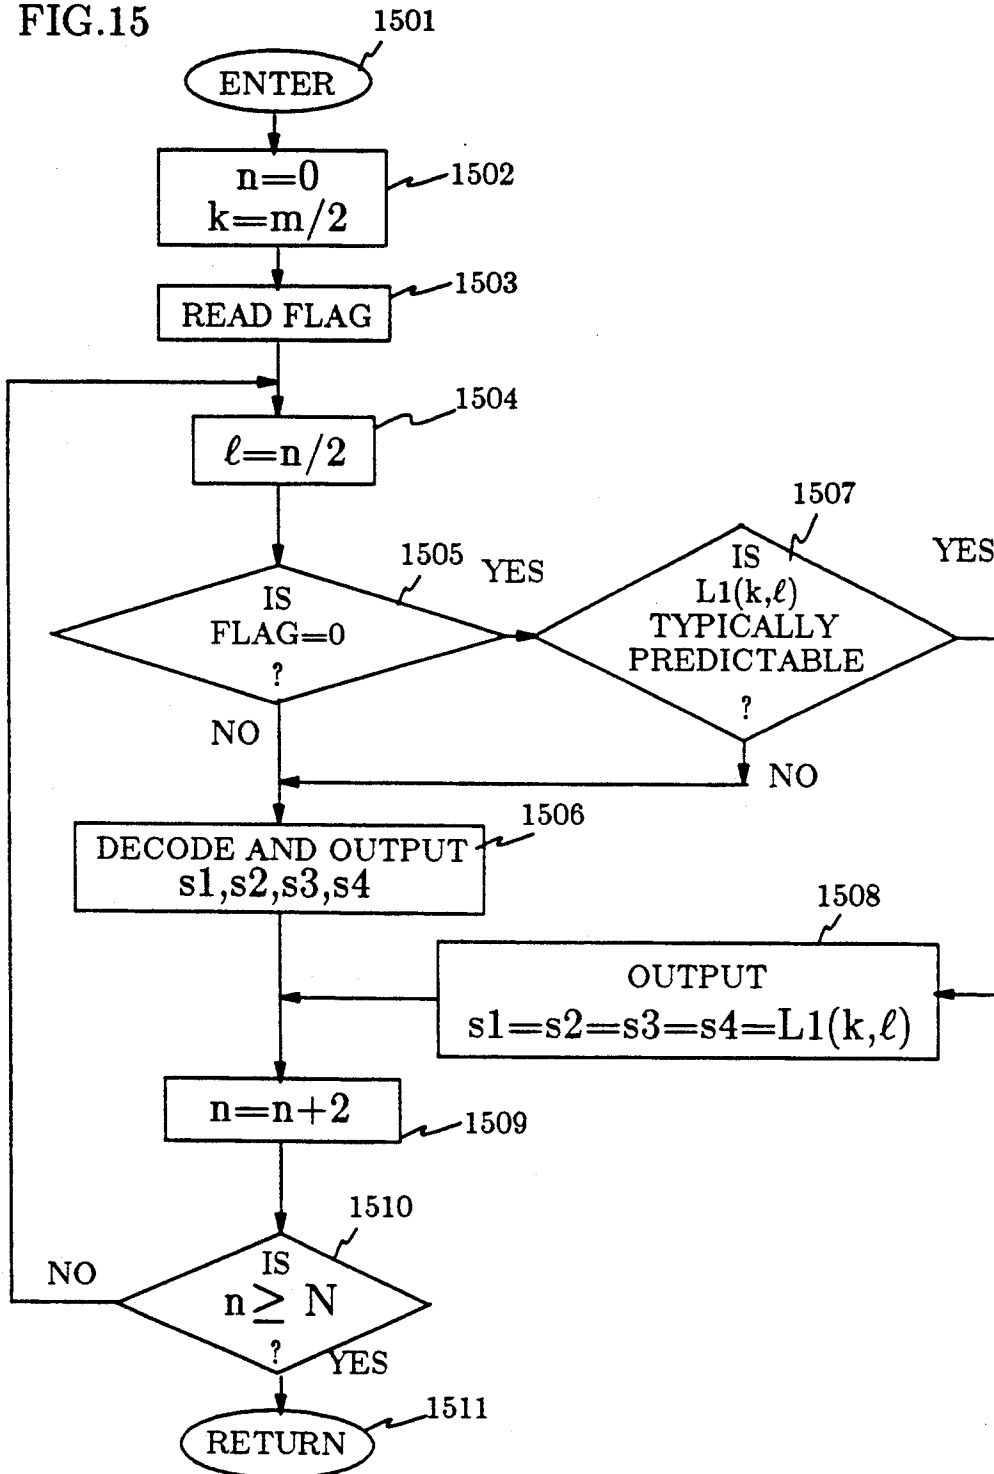 FIG.15
1501
ENTER
n=0
k=m/2
1502
READ FLAG
1503
1504
ℓ=n/2
1505
IS
FLAG=0
?
YES
NO
1507
IS
L1(k,ℓ)
TYPICALLY
PREDICTABLE
?
YES
NO
1506
DECODE AND OUTPUT
s1,s2,s3,s4
1508
OUTPUT
s1=s2=s3=s4=L1(k,ℓ)
n=n+2
1509
1510
IS
n≥ N
?
NO
YES
1511
RETURN